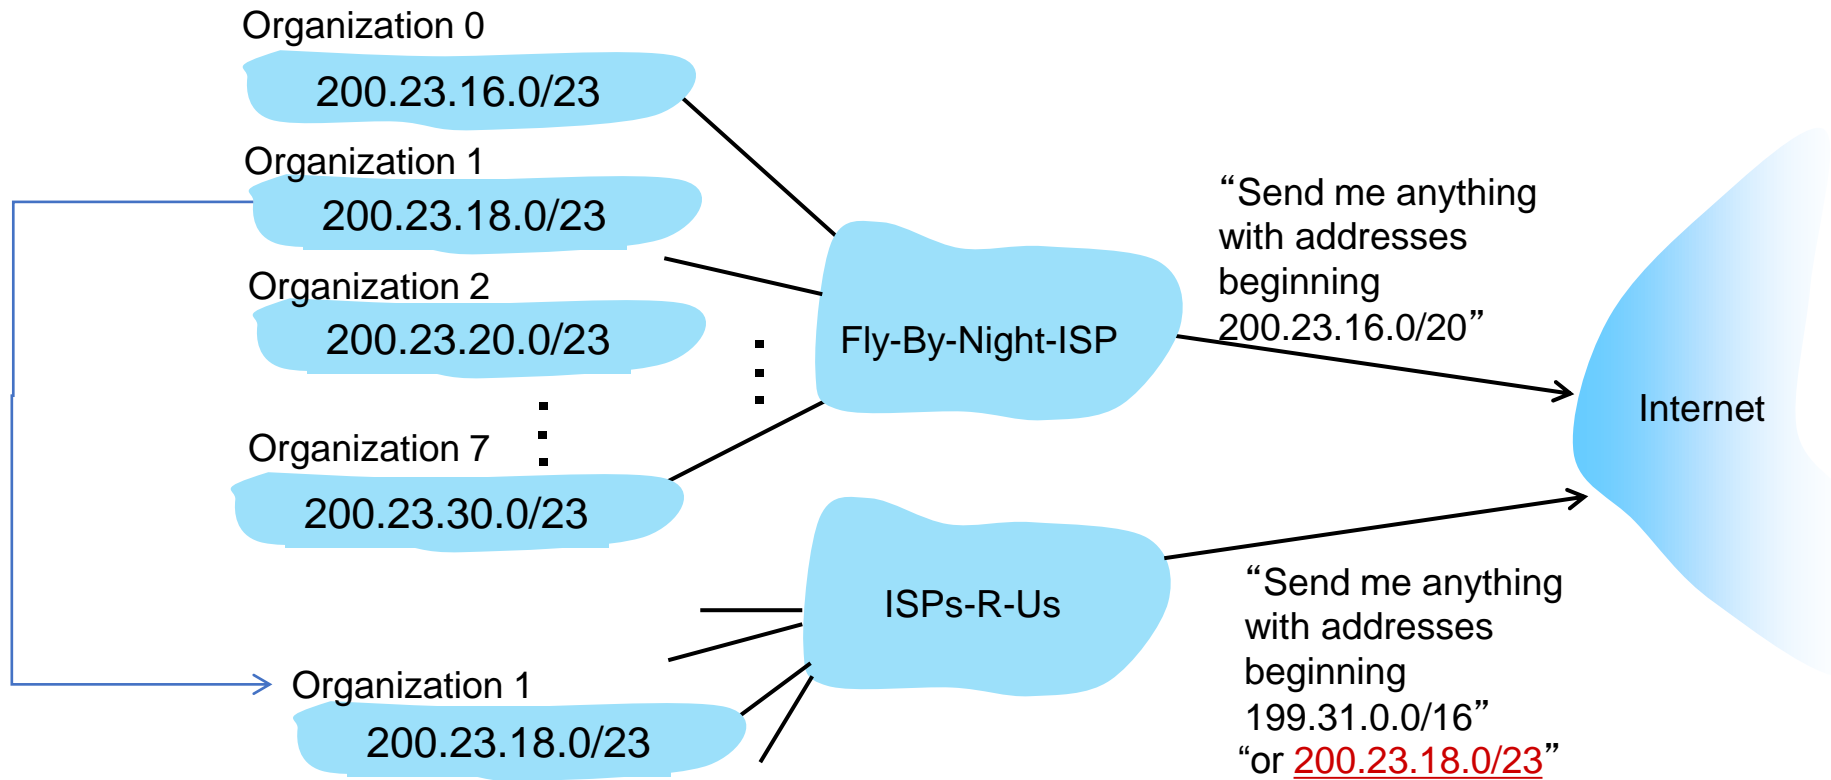 Organization 0
200.23.16.0/23
Organization 1
200.23.18.0/23
Organization 2
200.23.20.0/23
Organization 7
200.23.30.0/23
Fly-By-Night-ISP
“Send me anything
with addresses
beginning
200.23.16.0/20”
Internet
ISPs-R-Us
“Send me anything
with addresses
beginning
199.31.0.0/16”
“or 200.23.18.0/23”
Organization 1
200.23.18.0/23